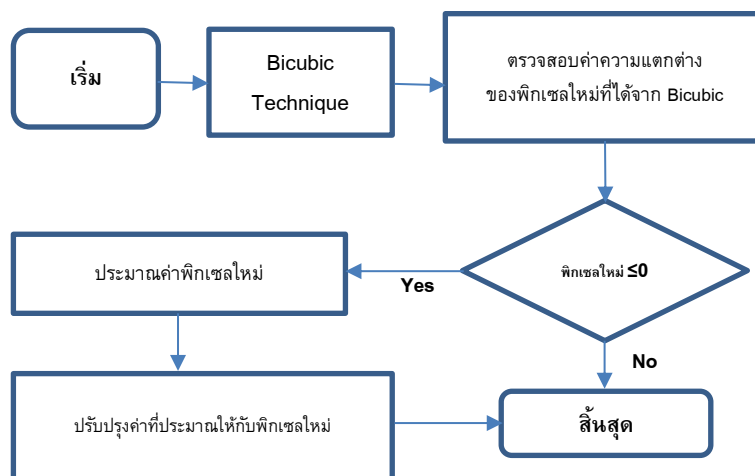 เริ่ม
Bicubic
Technique
ตรวจสอบค่าความแตกต่าง
ของพิกเซลใหม่ที่ได้จาก Bicubic
พิกเซลใหม่ ≤0
Yes
ประมาณค่าพิกเซลใหม่
No
ปรับปรุงค่าที่ประมาณให้กับพิกเซลใหม่
สิ้นสุด